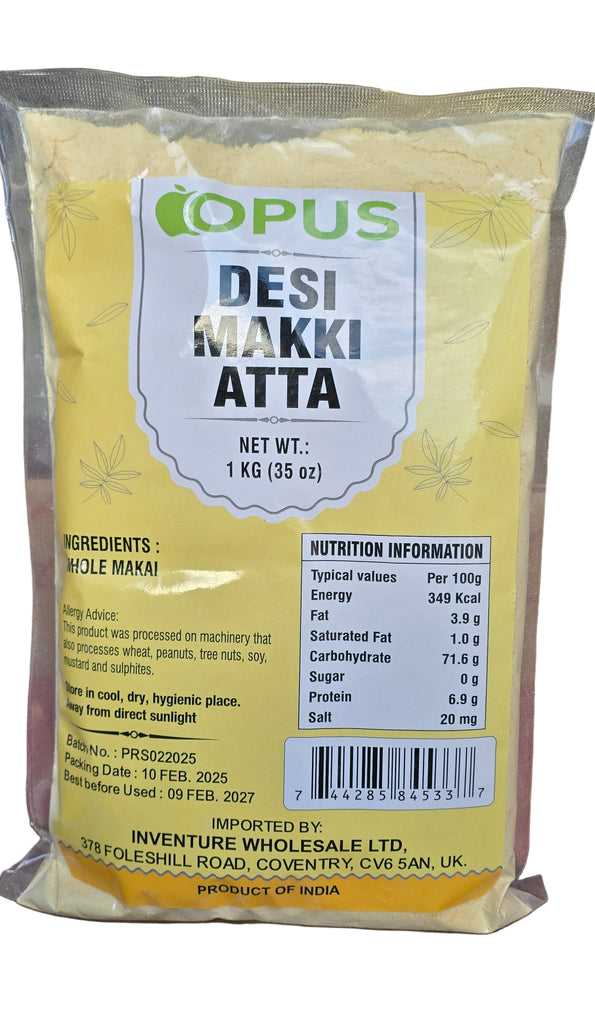 OPUS
DESI
MAKKI
ATTA
NET WT.:
1 KG (35 oz)
INGREDIENTS :
WHOLE MAKAI
Allergy Advice:
This product was processed on machinery that
also processes wheat, peanuts, tree nuts, soy,
mustard and sulphites.
Store in cool, dry, hygienic place.
Away from direct sunlight
Batch No. : PRS022025
Packing Date : 10 FEB. 2025
Best before Used : 09 FEB. 2027
NUTRITION INFORMATION
Typical values Per 100g
Energy 349 Kcal
Fat 3.9 g
Saturated Fat 1.0 g
Carbohydrate 71.6 g
Sugar 0 g
Protein 6.9 g
Salt 20 mg
7 44285 84533 7
IMPORTED BY:
INVENTURE WHOLESALE LTD,
378 FOLESHILL ROAD, COVENTRY, CV6 5AN, UK.
PRODUCT OF INDIA